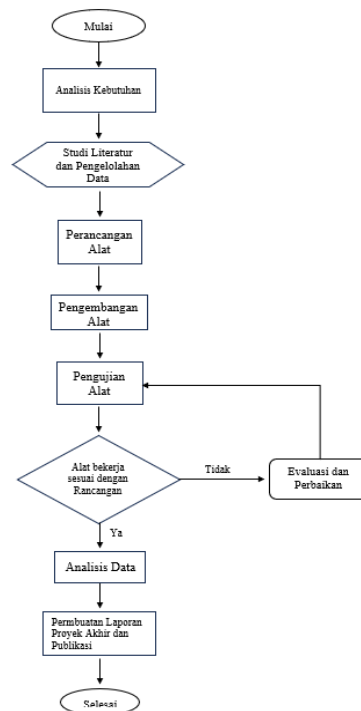 Mulai
Analisis Kebutuhan
Studi Literatur
dan Pengelolahan
Data
Perancangan
Alat
Pengembangan
Alat
Pengujian
Alat
Alat bekerja
sesuai dengan
Rancangan
Tidak
Evaluasi dan
Perbaikan
Ya
Analisis Data
Permbuatan Laporan
Proyek Akhir dan
Publikasi
Selesai